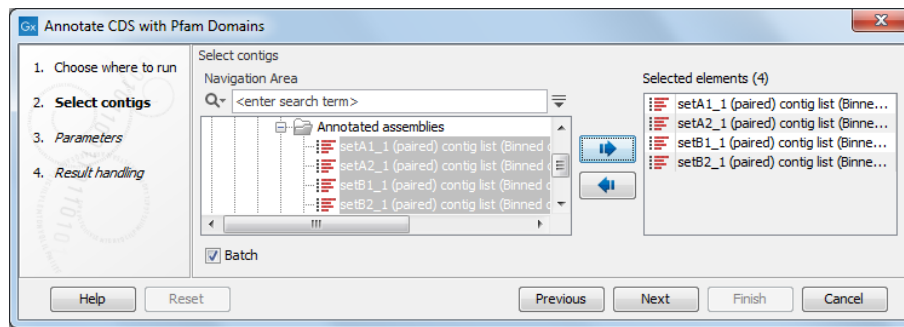 Gx Annotate CDS with Pfam Domains
1. Choose where to run
2. Select contigs
3. Parameters
4. Result handling
Select contigs
Navigation Area
<enter search term>
Annotated assemblies
setA1_1 (paired) contig list (Binned
setA2_1 (paired) contig list (Binned
setB1_1 (paired) contig list (Binned
setB2_1 (paired) contig list (Binned
Batch
Selected elements (4)
setA1_1 (paired) contig list (Binne...
setA2_1 (paired) contig list (Binne...
setB1_1 (paired) contig list (Binne...
setB2_1 (paired) contig list (Binne...
Help Reset Previous Next Finish Cancel